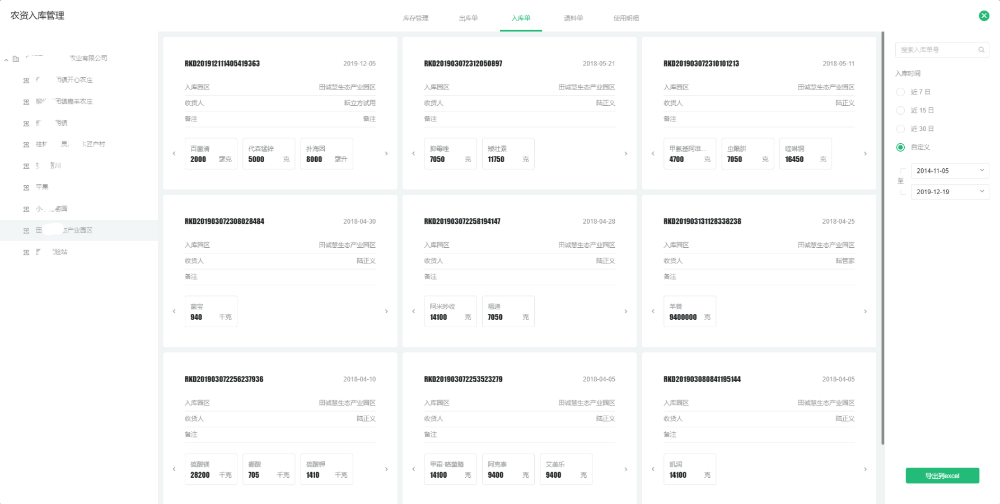 农资入库管理
库存管理
出库单
入库单
退料单
使用明细
农业有限公司
团镇开心农庄
柳 团镇嘉丰农庄
朗镇
桂林 灵 木匠户村
富川
苹果
小
田 态产业园区
验站
RKD201912111405419363
2019-12-05
入库园区
田诚慧生态产业园区
收货人
耘立方试用
备注
备注
百菌清
2000 毫克
代森锰锌
5000 克
扑海因
8000 毫升
RKD201903072312050897
2018-05-21
入库园区
田诚慧生态产业园区
收货人
陆正义
备注
抑霉唑
7050 克
矮壮素
11750 克
RKD201903072310101213
2018-05-11
入库园区
田诚慧生态产业园区
收货人
陆正义
备注
甲氨基阿维...
4700 克
虫酰肼
7050 克
喹啉铜
16450 克
RKD201903072308028484
2018-04-30
入库园区
田诚慧生态产业园区
收货人
陆正义
备注
菌宝
940 千克
RKD201903072258194147
2018-04-28
入库园区
田诚慧生态产业园区
收货人
陆正义
备注
阿米妙收
14100 克
福递
7050 克
RKD201903131128338238
2018-04-25
入库园区
田诚慧生态产业园区
收货人
耘管家
备注
羊粪
9400000 克
RKD201903072256237936
2018-04-10
入库园区
田诚慧生态产业园区
收货人
陆正义
备注
硫酸镁
28200 千克
硼酸
705 千克
硫酸钾
1410 千克
RKD201903072253523279
2018-04-05
入库园区
田诚慧生态产业园区
收货人
陆正义
备注
甲霜·咯菌腈
14100 克
阿克泰
9400 克
艾美乐
9400 克
RKD201903080841195144
2018-04-05
入库园区
田诚慧生态产业园区
收货人
陆正义
备注
凯润
14100 克
搜索入库单号
入库时间
近 7 日
近 15 日
近 30 日
自定义
2014-11-05
至
2019-12-19
导出到excel